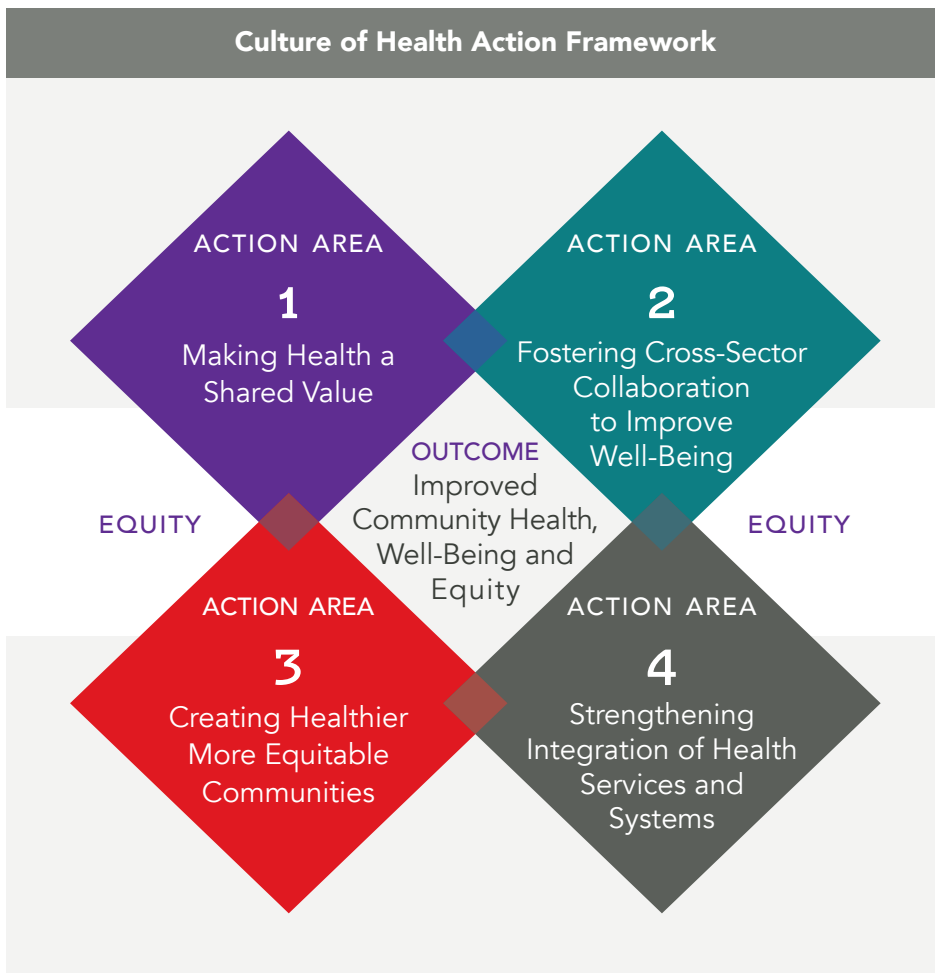 Culture of Health Action Framework
ACTION AREA
1
Making Health a
Shared Value
ACTION AREA
2
Fostering Cross-Sector
Collaboration
to Improve
Well-Being
OUTCOME
Improved
Community Health,
Well-Being and
Equity
EQUITY
EQUITY
ACTION AREA
3
Creating Healthier
More Equitable
Communities
ACTION AREA
4
Strengthening
Integration of Health
Services and
Systems